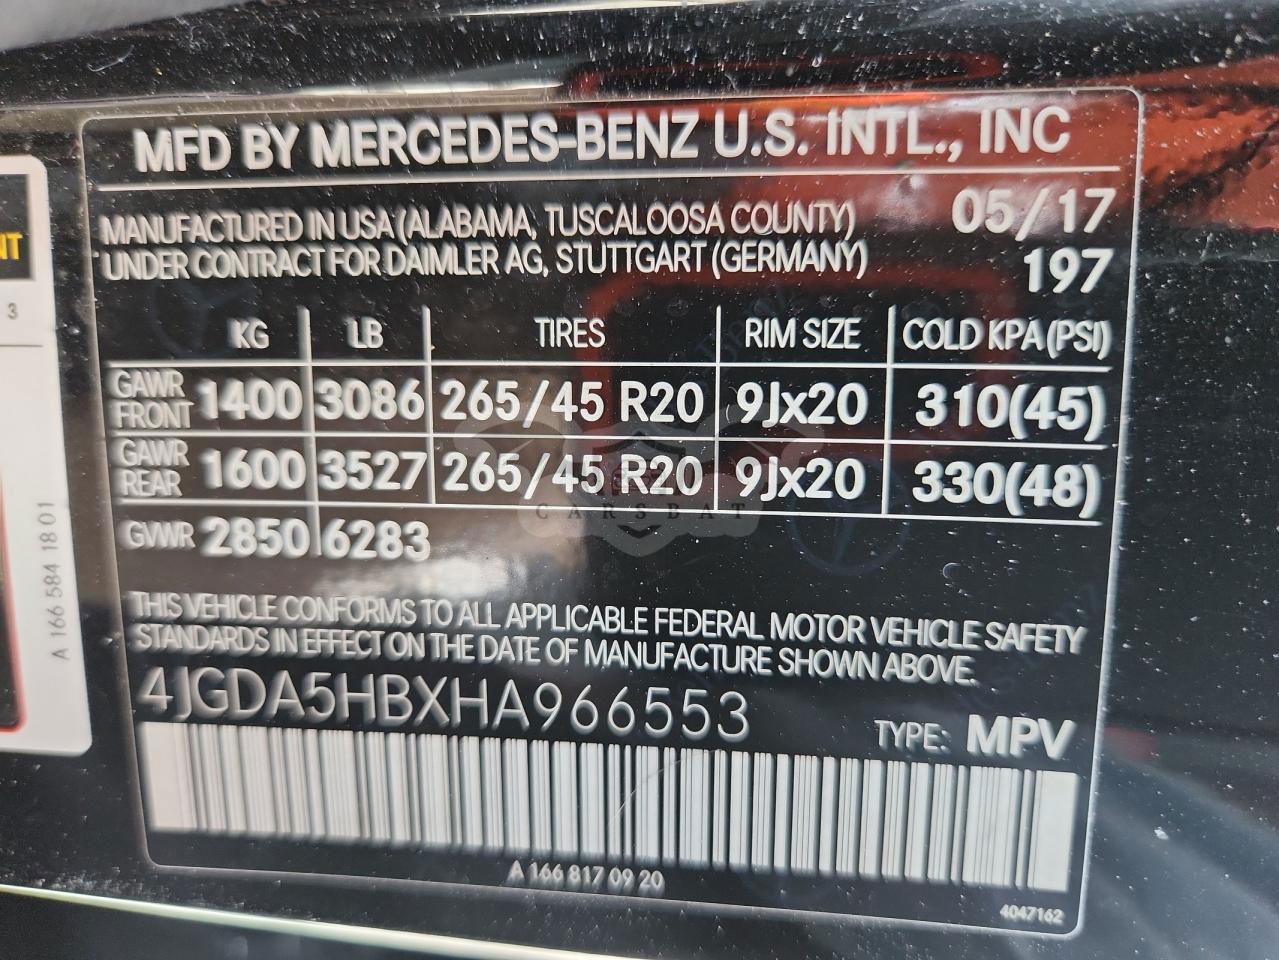 MFD BY MERCEDES-BENZ U.S. INTL., INC
MANUFACTURED IN USA (ALABAMA, TUSCALOOSA COUNTY) 05/17
UNDER CONTRACT FOR DAIMLER AG, STUTTGART (GERMANY) 197
KG LB TIRES RIM SIZE COLD KPA (PSI)
GAWR FRONT 1400 3086 265/45 R20 9Jx20 310(45)
GAWR REAR 1600 3527 265/45 R20 9Jx20 330(48)
GVWR 2850 6283
CARSBAT
THIS VEHICLE CONFORMS TO ALL APPLICABLE FEDERAL MOTOR VEHICLE SAFETY
STANDARDS IN EFFECT ON THE DATE OF MANUFACTURE SHOWN ABOVE.
4JGDA5HBXHA966553
TYPE: MPV
A 166 817 09 20
4047162
NT
3
A 166 584 18 01